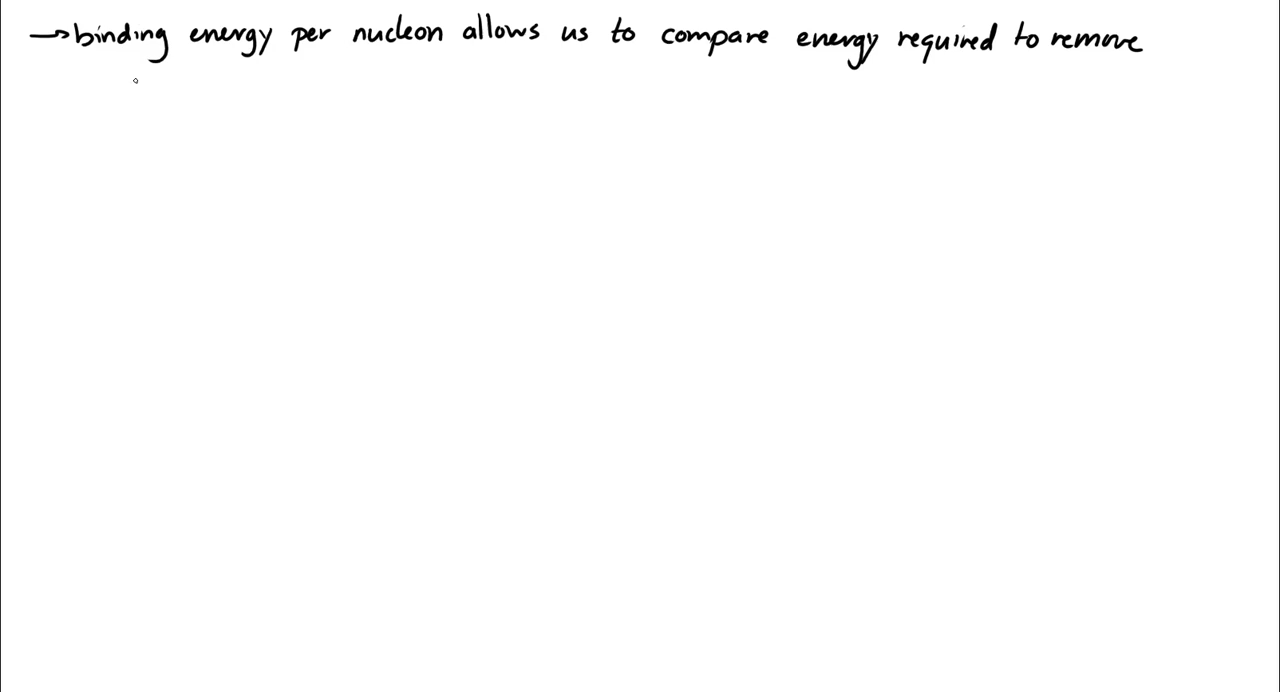 →binding energy per nucleon allows us to compare energy required to remove